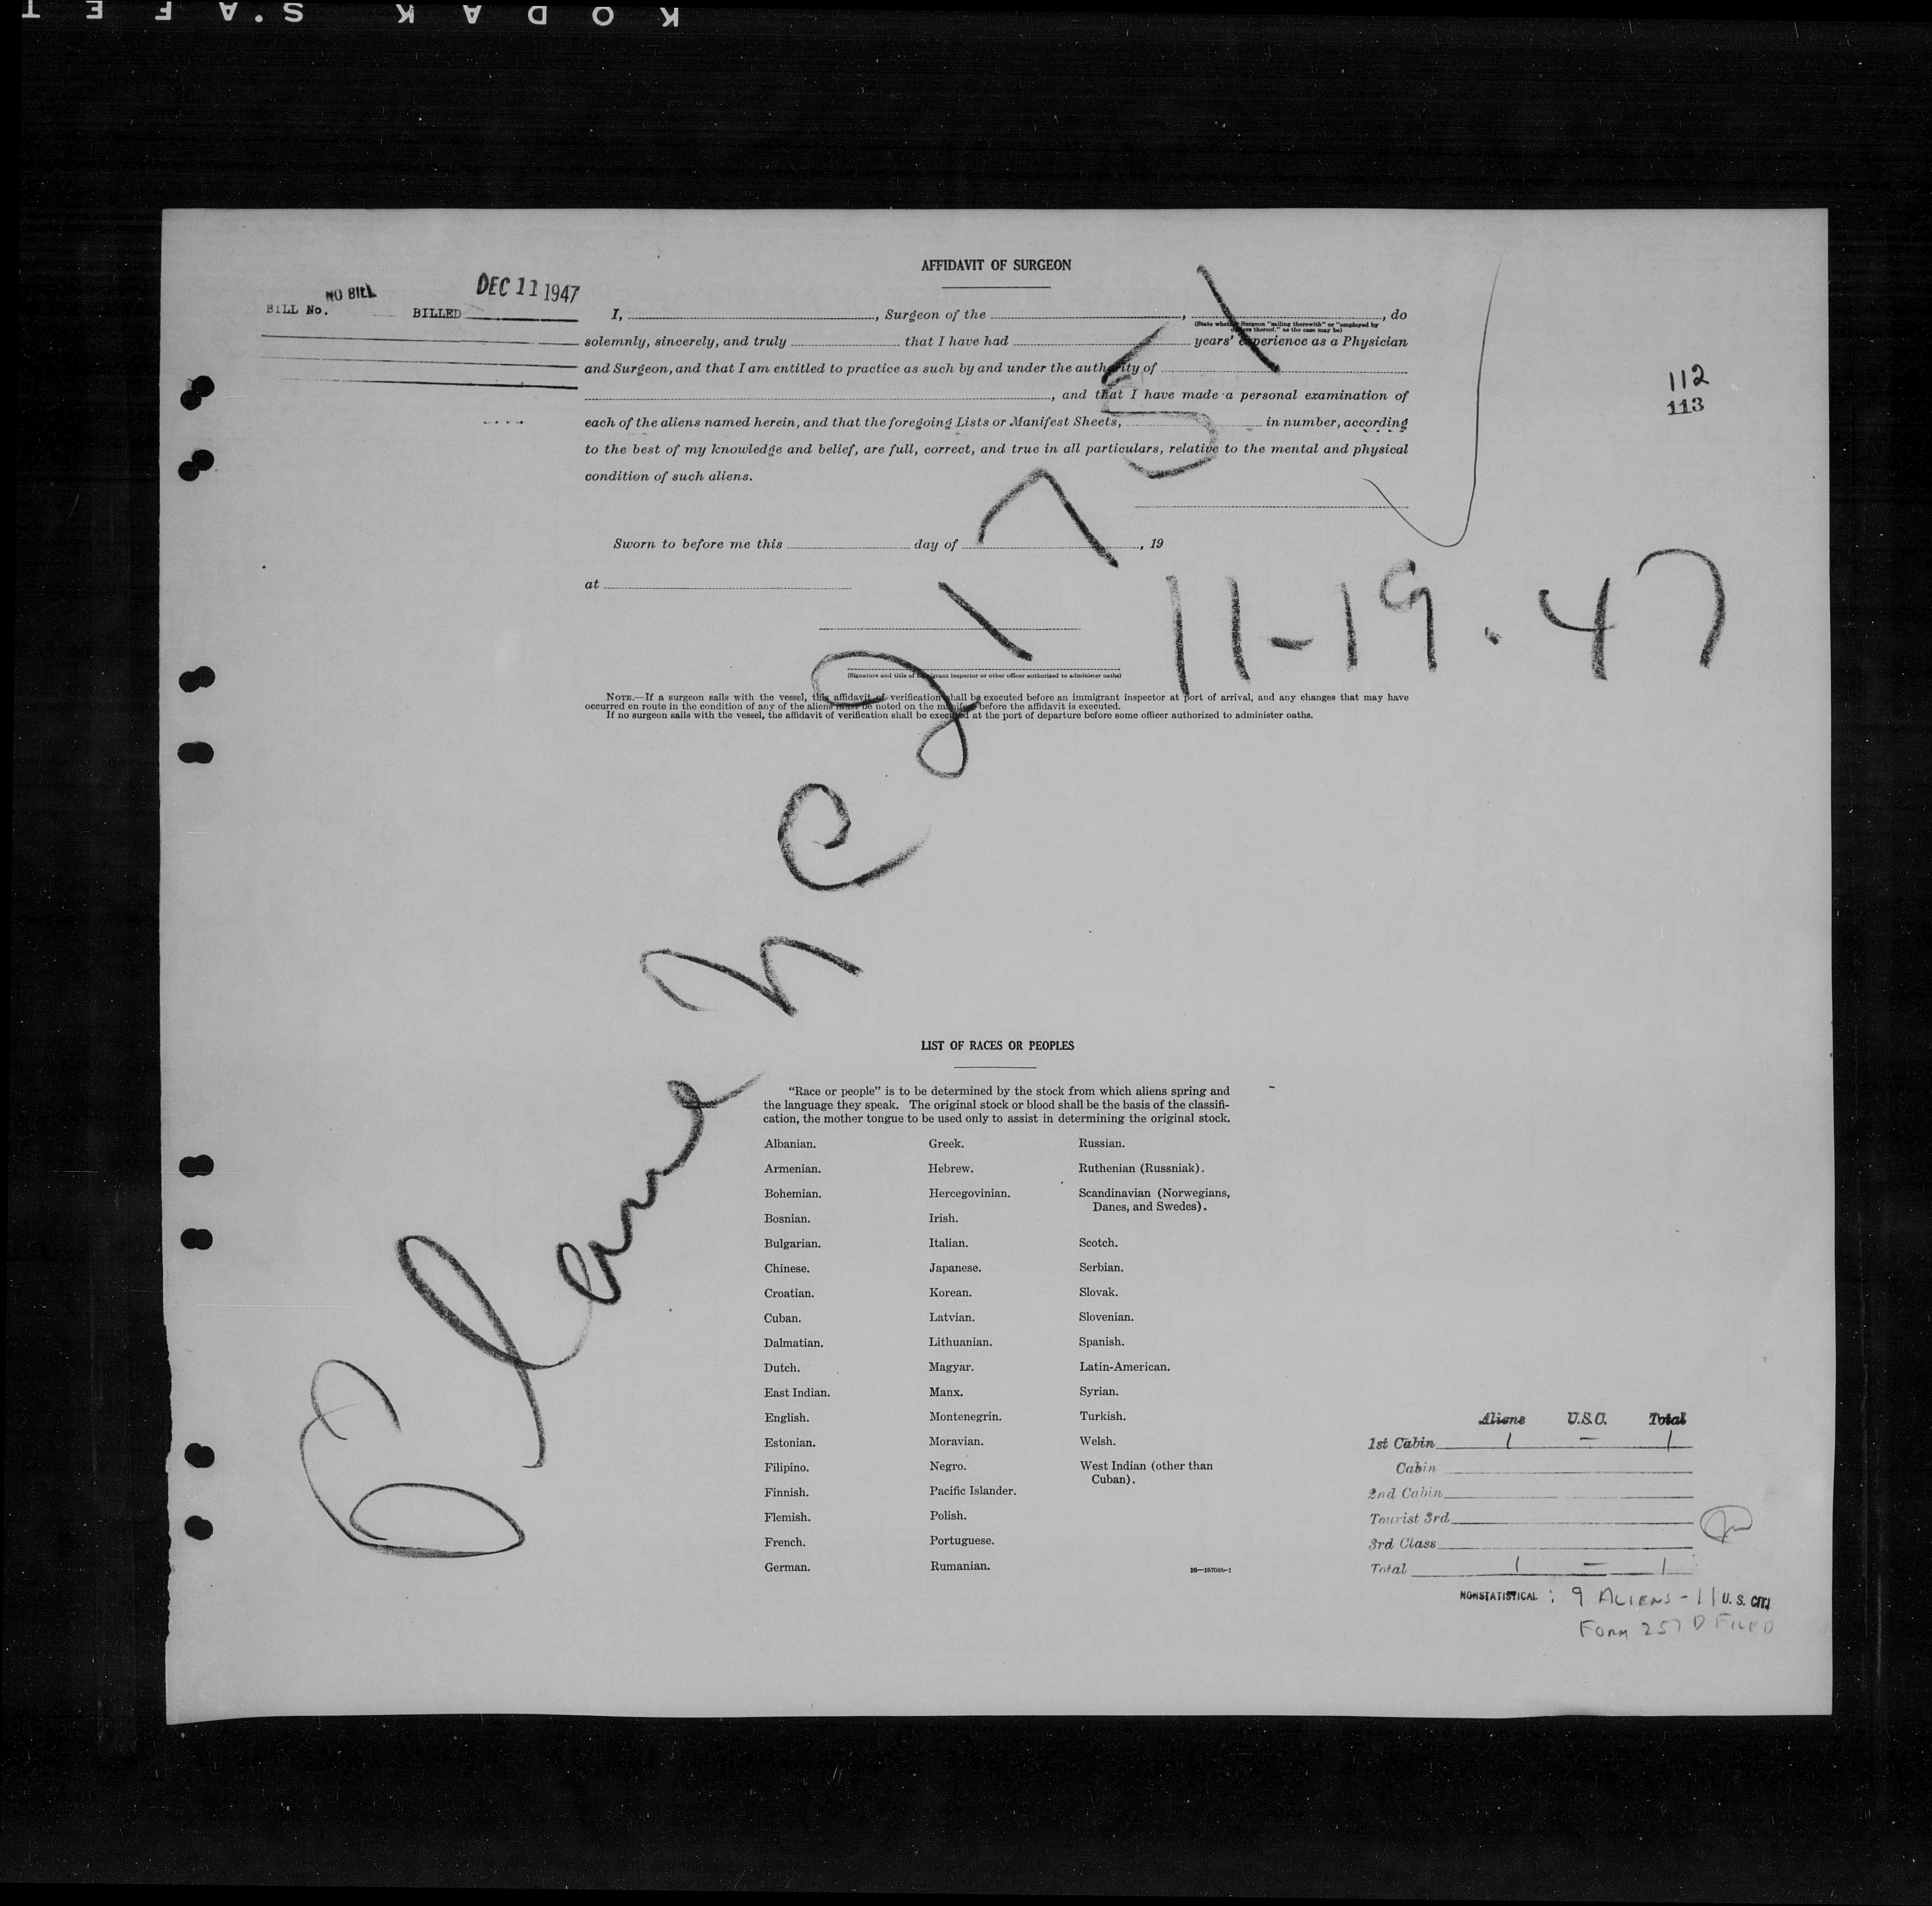 KODAK S'AFET
AFFIDAVIT OF SURGEON
NO BILL
DEC 11 1947
BILL No. BILLED
I, , Surgeon of the , , do
(State whether Surgeon "sailing therewith" or "employed by
owners thereof," as the case may be)
solemnly, sincerely, and truly that I have had years' experience as a Physician
and Surgeon, and that I am entitled to practice as such by and under the authority of
, and that I have made a personal examination of
each of the aliens named herein, and that the foregoing Lists or Manifest Sheets, in number, according
to the best of my knowledge and belief, are full, correct, and true in all particulars, relative to the mental and physical
condition of such aliens.
112
113
Sworn to before me this day of , 19
at
11-19.47
(Signature and title of immigrant inspector or other officer authorized to administer oaths)
NOTE.—If a surgeon sails with the vessel, this affidavit of verification shall be executed before an immigrant inspector at port of arrival, and any changes that may have
occurred en route in the condition of any of the aliens must be noted on the manifest before the affidavit is executed.
If no surgeon sails with the vessel, the affidavit of verification shall be executed at the port of departure before some officer authorized to administer oaths.
LIST OF RACES OR PEOPLES
"Race or people" is to be determined by the stock from which aliens spring and
the language they speak. The original stock or blood shall be the basis of the classifi-
cation, the mother tongue to be used only to assist in determining the original stock.
Albanian.
Armenian.
Bohemian.
Bosnian.
Bulgarian.
Chinese.
Croatian.
Cuban.
Dalmatian.
Dutch.
East Indian.
English.
Estonian.
Filipino.
Finnish.
Flemish.
French.
German.
Greek.
Hebrew.
Hercegovinian.
Irish.
Italian.
Japanese.
Korean.
Latvian.
Lithuanian.
Magyar.
Manx.
Montenegrin.
Moravian.
Negro.
Pacific Islander.
Polish.
Portuguese.
Rumanian.
Russian.
Ruthenian (Russniak).
Scandinavian (Norwegians,
Danes, and Swedes).
Scotch.
Serbian.
Slovak.
Slovenian.
Spanish.
Latin-American.
Syrian.
Turkish.
Welsh.
West Indian (other than
Cuban).
16—18709b-1
Aliens U.S.C. Total
1st Cabin 1 — 1
Cabin
2nd Cabin
Tourist 3rd
3rd Class
Total 1 — 1
NONSTATISTICAL : 9 ALIENS - 11 U. S. CITI
FORM 257 D FILED